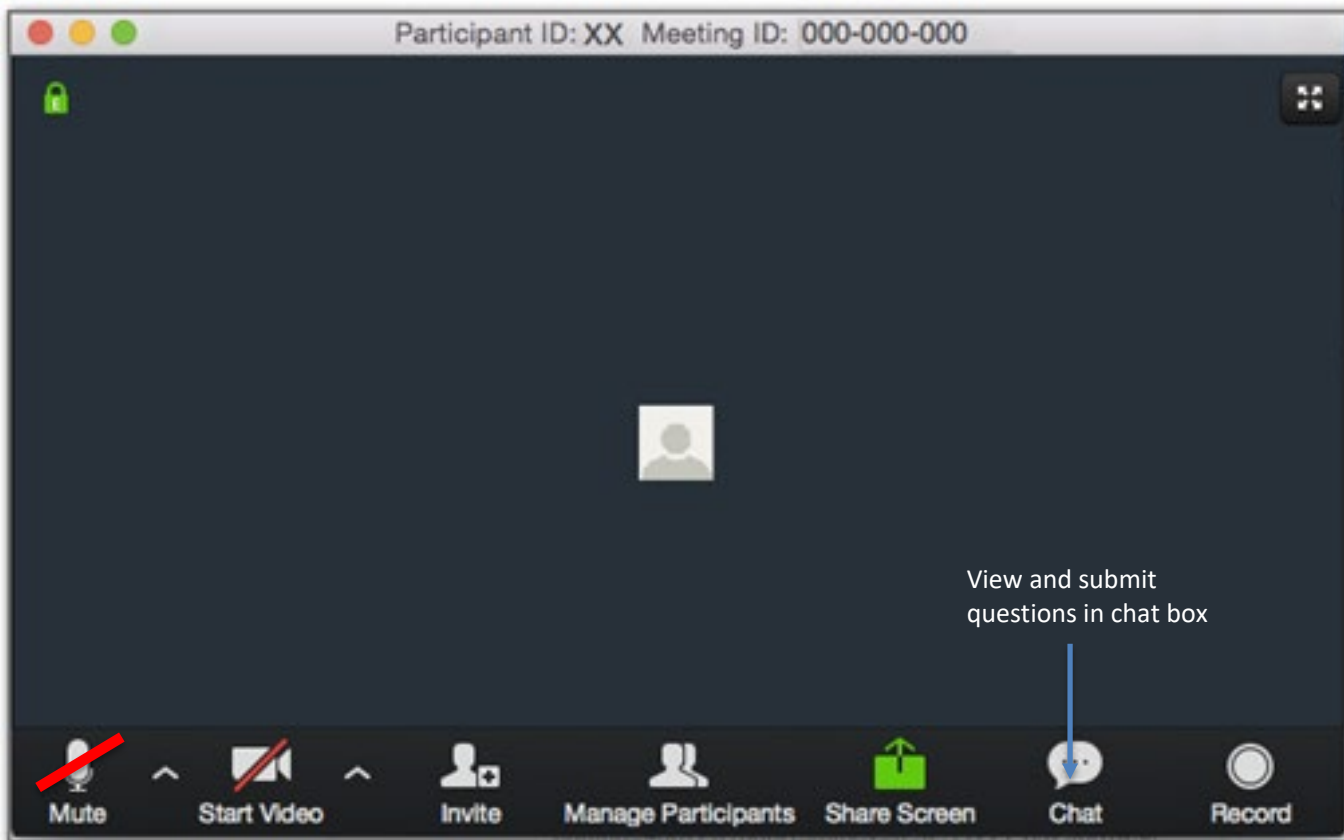 Participant ID: XX Meeting ID: 000-000-000
E
View and submit
questions in chat box
Mute Start Video Invite Manage Participants Share Screen Chat Record